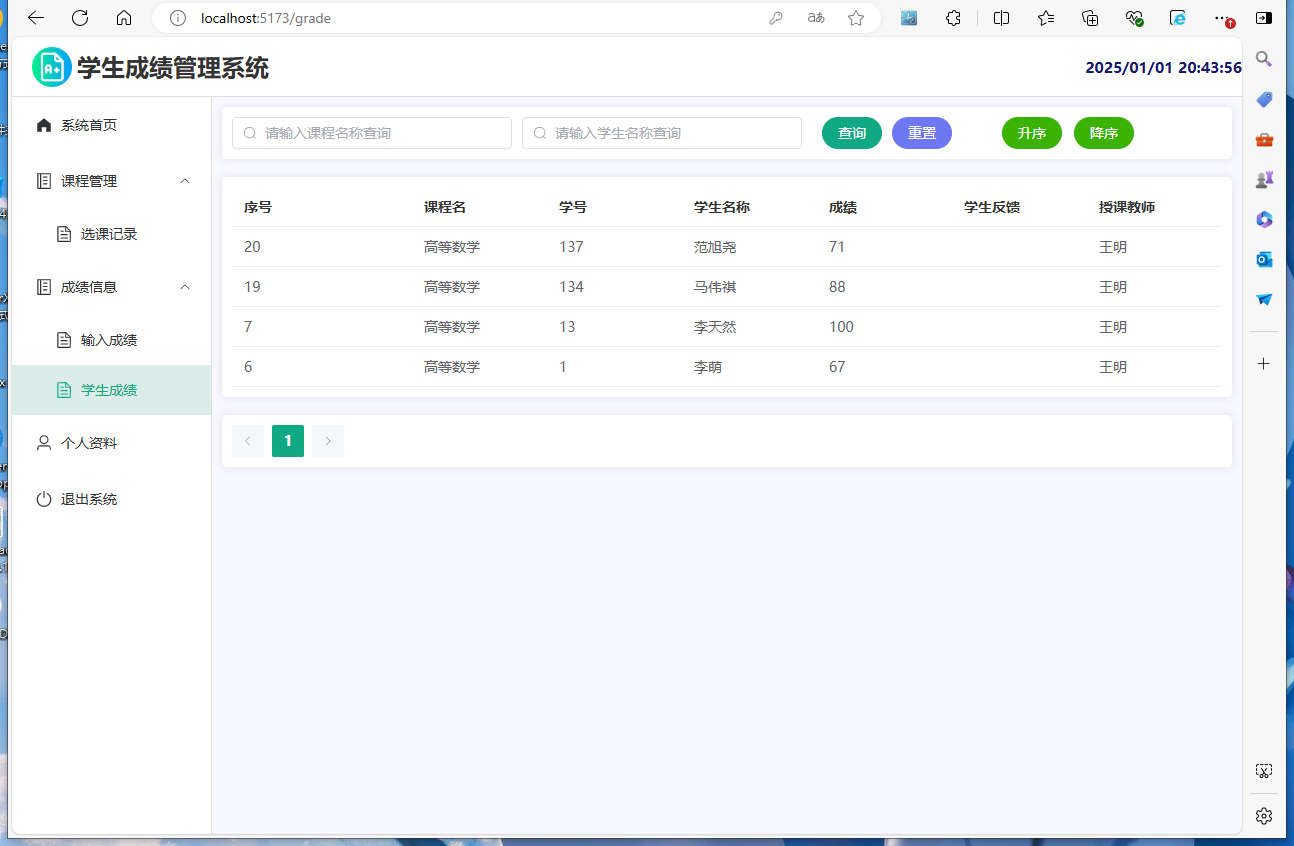 localhost:5173/grade
学生成绩管理系统
2025/01/01 20:43:56
系统首页
课程管理
选课记录
成绩信息
输入成绩
学生成绩
个人资料
退出系统
请输入课程名称查询 请输入学生名称查询 查询 重置 升序 降序
序号 课程名 学号 学生名称 成绩 学生反馈 授课教师
20 高等数学 137 范旭尧 71 王明
19 高等数学 134 马伟祺 88 王明
7 高等数学 13 李天然 100 王明
6 高等数学 1 李萌 67 王明
1